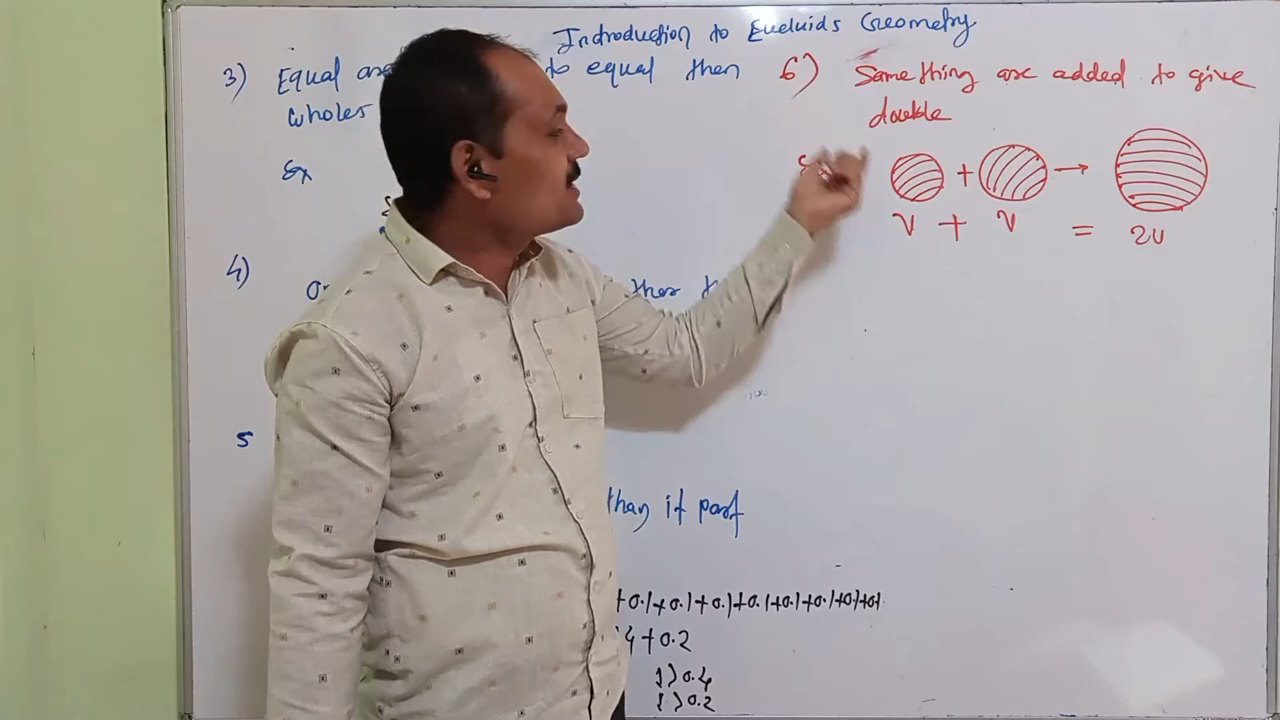 Introduction to Eucluids Geometry
3) Equal are to equal then
wholes
Ex
4)
5
than it part
+0.1+0.1+0.1+0.1+0.1+0.1+0.1+0.1
4+0.2
1>0.4
1>0.2
6) Same thing are added to give
double
+ →
V + V = 2V